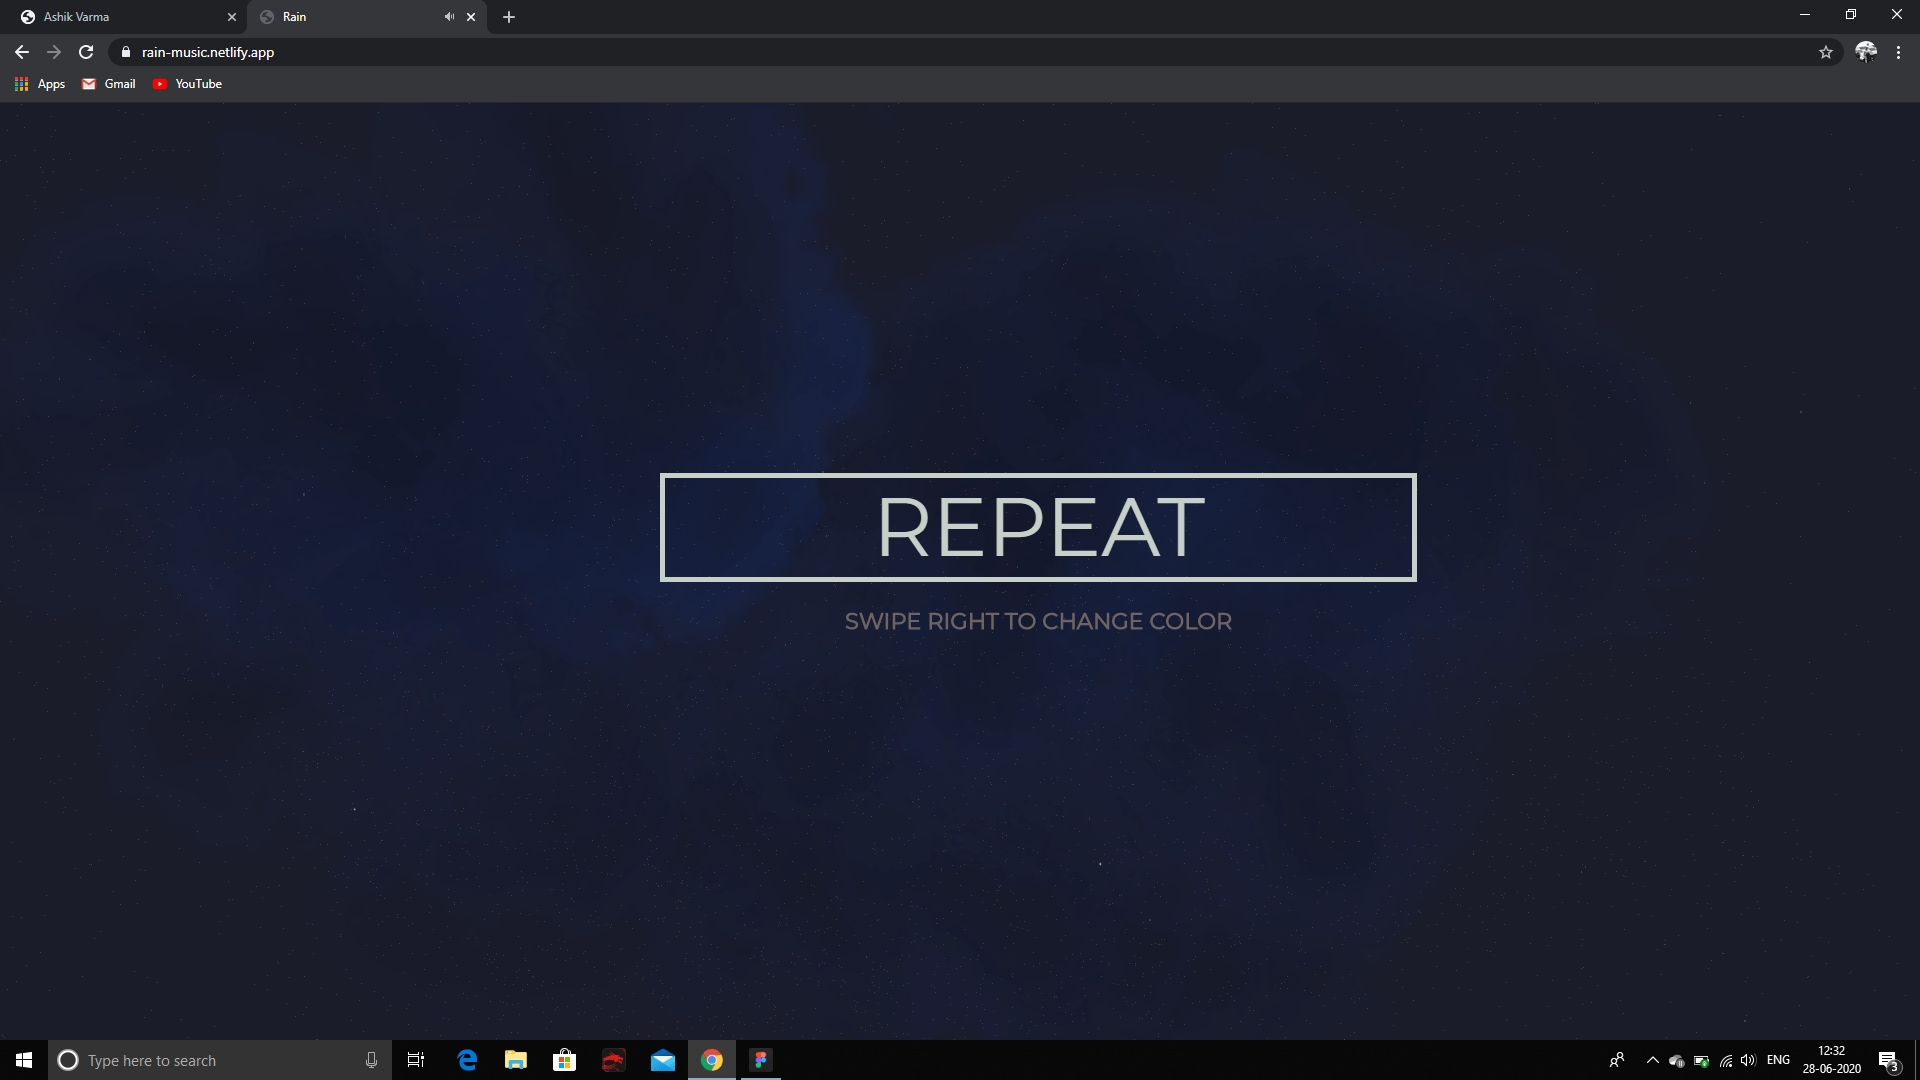 Ashik Varma
Rain
rain-music.netlify.app
Apps
Gmail
YouTube
REPEAT
SWIPE RIGHT TO CHANGE COLOR
Type here to search
ENG
12:32
28-06-2020
3